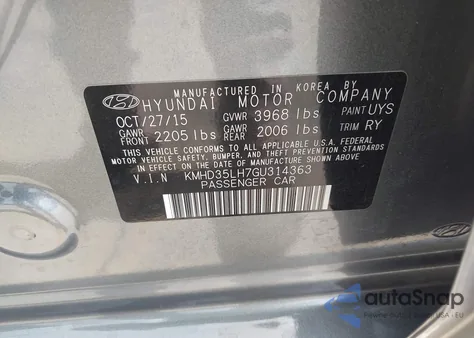 MANUFACTURED IN KOREA BY
HYUNDAI MOTOR COMPANY
OCT/27/15 GVWR 3968 lbs PAINT UYS
GAWR FRT 2205 lbs GAWR REAR 2006 lbs TRIM RY
THIS VEHICLE CONFORMS TO ALL APPLICABLE U.S. FEDERAL
MOTOR VEHICLE SAFETY, BUMPER, AND THEFT PREVENTION
STANDARDS IN EFFECT ON THE DATE OF MANUFACTURE SHOWN ABOVE.
V.I.N KMHD35LH7GU314363
PASSENGER CAR
autoSnap